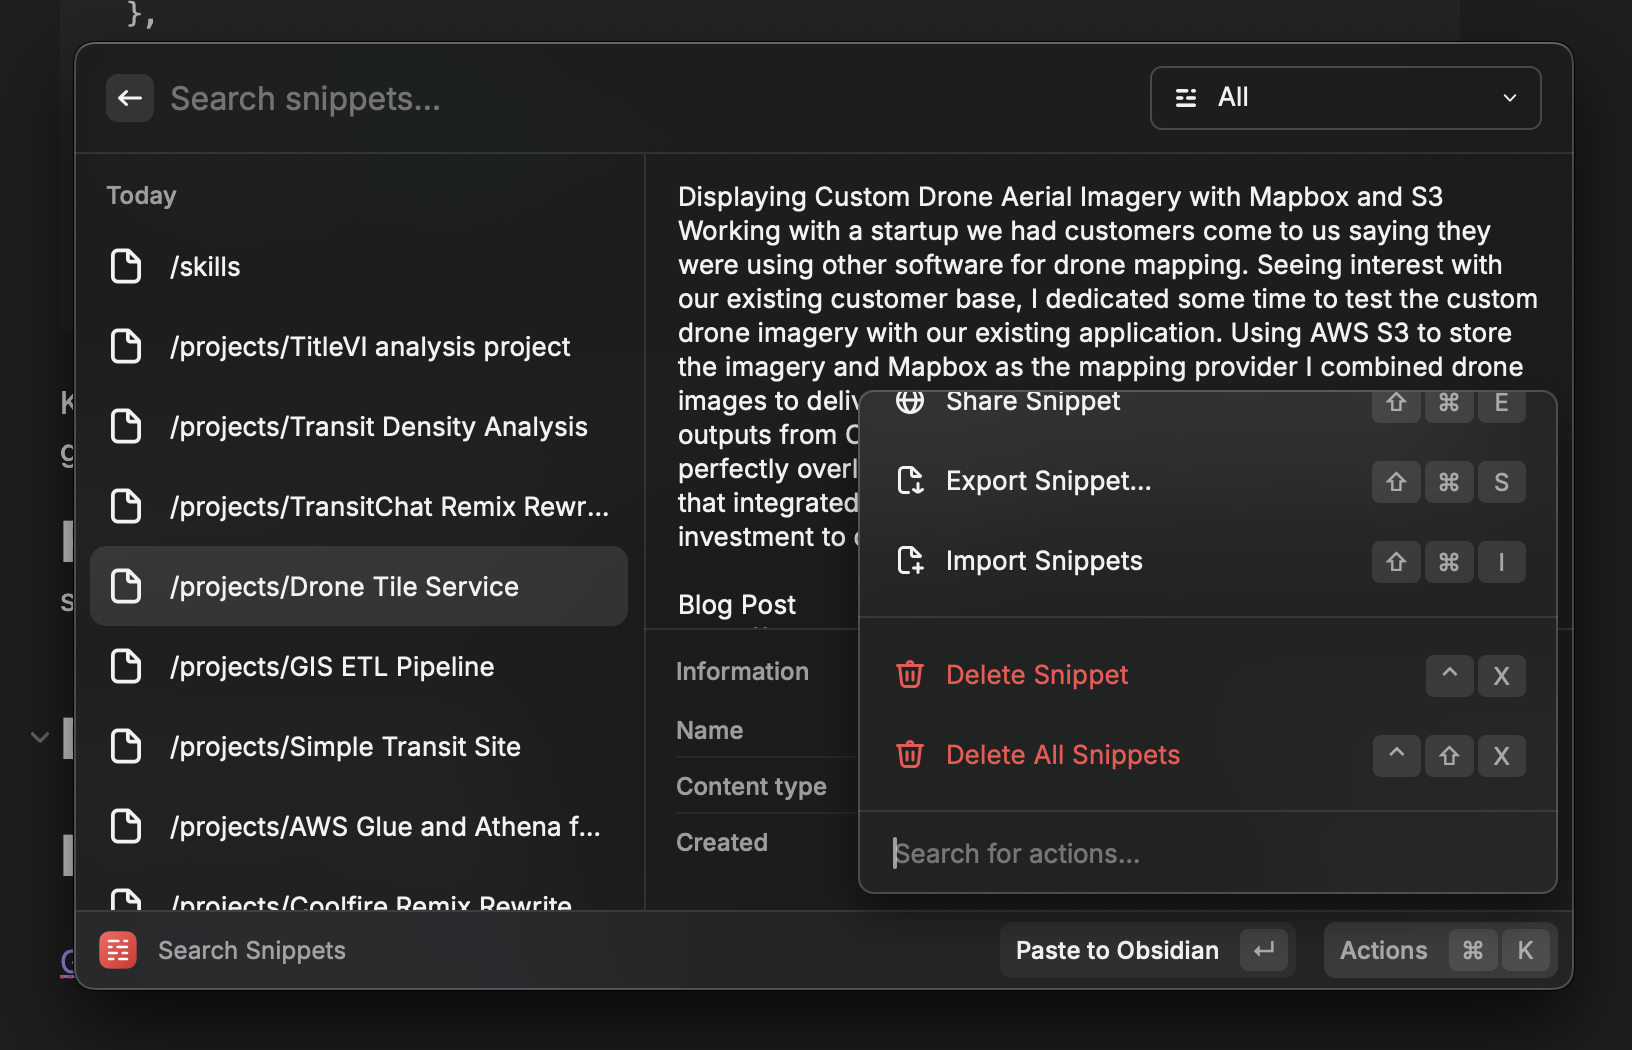 },
Search snippets...
All
Today
/skills
/projects/TitleVI analysis project
/projects/Transit Density Analysis
/projects/TransitChat Remix Rewr...
/projects/Drone Tile Service
/projects/GIS ETL Pipeline
/projects/Simple Transit Site
/projects/AWS Glue and Athena f...
/projects/Coolfire Remix Rewrite
Displaying Custom Drone Aerial Imagery with Mapbox and S3
Working with a startup we had customers come to us saying they
were using other software for drone mapping. Seeing interest with
our existing customer base, I dedicated some time to test the custom
drone imagery with our existing application. Using AWS S3 to store
the imagery and Mapbox as the mapping provider I combined drone
images to
outputs from
perfectly
that integrated
investment to
Blog Post
Information
Name
Content type
Created
Share Snippet ⇧ ⌘ E
Export Snippet... ⇧ ⌘ S
Import Snippets ⇧ ⌘ I
Delete Snippet ^ X
Delete All Snippets ^ ⇧ X
Search for actions...
Search Snippets
Paste to Obsidian ↵
Actions ⌘ K